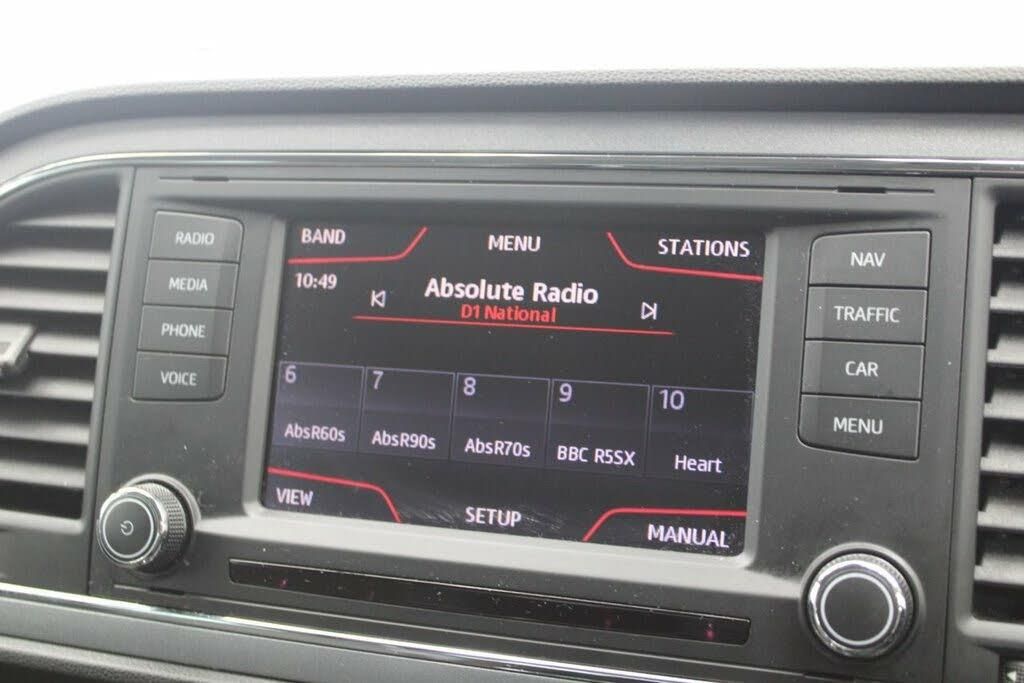 RADIO
MEDIA
PHONE
VOICE
BAND
MENU
STATIONS
10:49
Absolute Radio
D1 National
6
7
8
9
10
AbsR60s
AbsR90s
AbsR70s
BBC R5SX
Heart
VIEW
SETUP
MANUAL
NAV
TRAFFIC
CAR
MENU